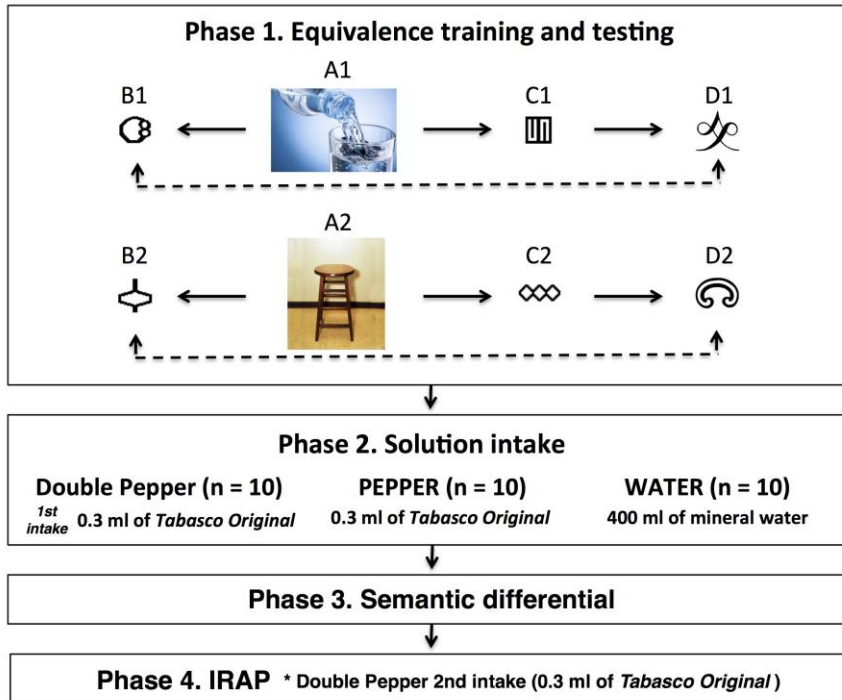 Phase 1. Equivalence training and testing
A1
B1
C1
D1
A2
B2
C2
D2
Phase 2. Solution intake
Double Pepper (n = 10)
PEPPER (n = 10)
WATER (n = 10)
1st intake 0.3 ml of Tabasco Original
0.3 ml of Tabasco Original
400 ml of mineral water
Phase 3. Semantic differential
Phase 4. IRAP * Double Pepper 2nd intake (0.3 ml of Tabasco Original )